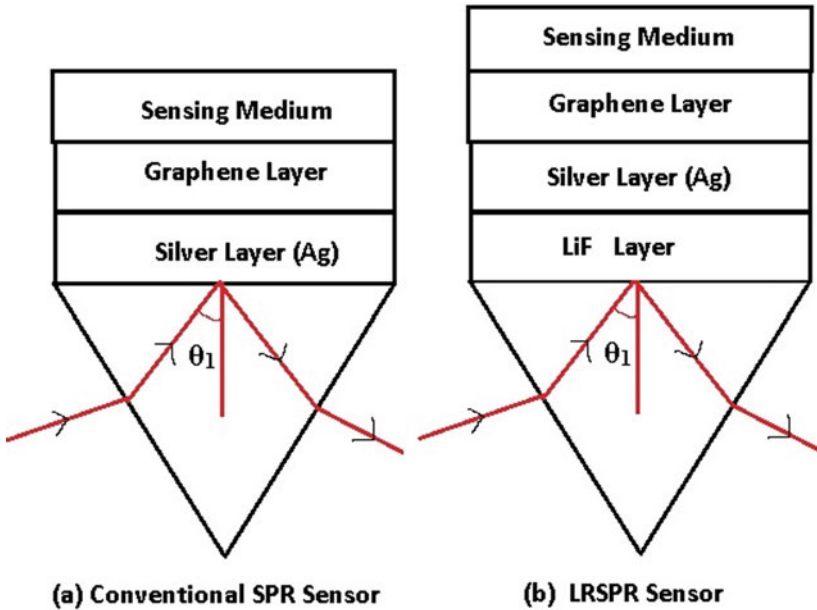 Sensing Medium
Graphene Layer
Silver Layer (Ag)
θ1
(a) Conventional SPR Sensor
Sensing Medium
Graphene Layer
Silver Layer (Ag)
LiF Layer
θ1
(b) LRSPR Sensor